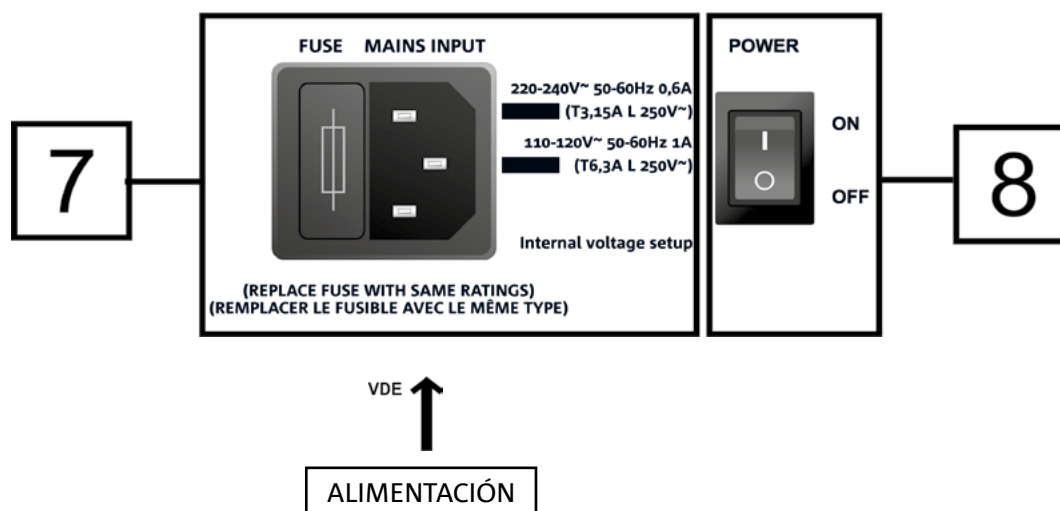 7
FUSE MAINS INPUT
220-240V~ 50-60Hz 0,6A
(T3,15A L 250V~)
110-120V~ 50-60Hz 1A
(T6,3A L 250V~)
Internal voltage setup
(REPLACE FUSE WITH SAME RATINGS)
(REMPLACER LE FUSIBLE AVEC LE MÊME TYPE)
POWER
I
ON
O
OFF
8
VDE
ALIMENTACIÓN